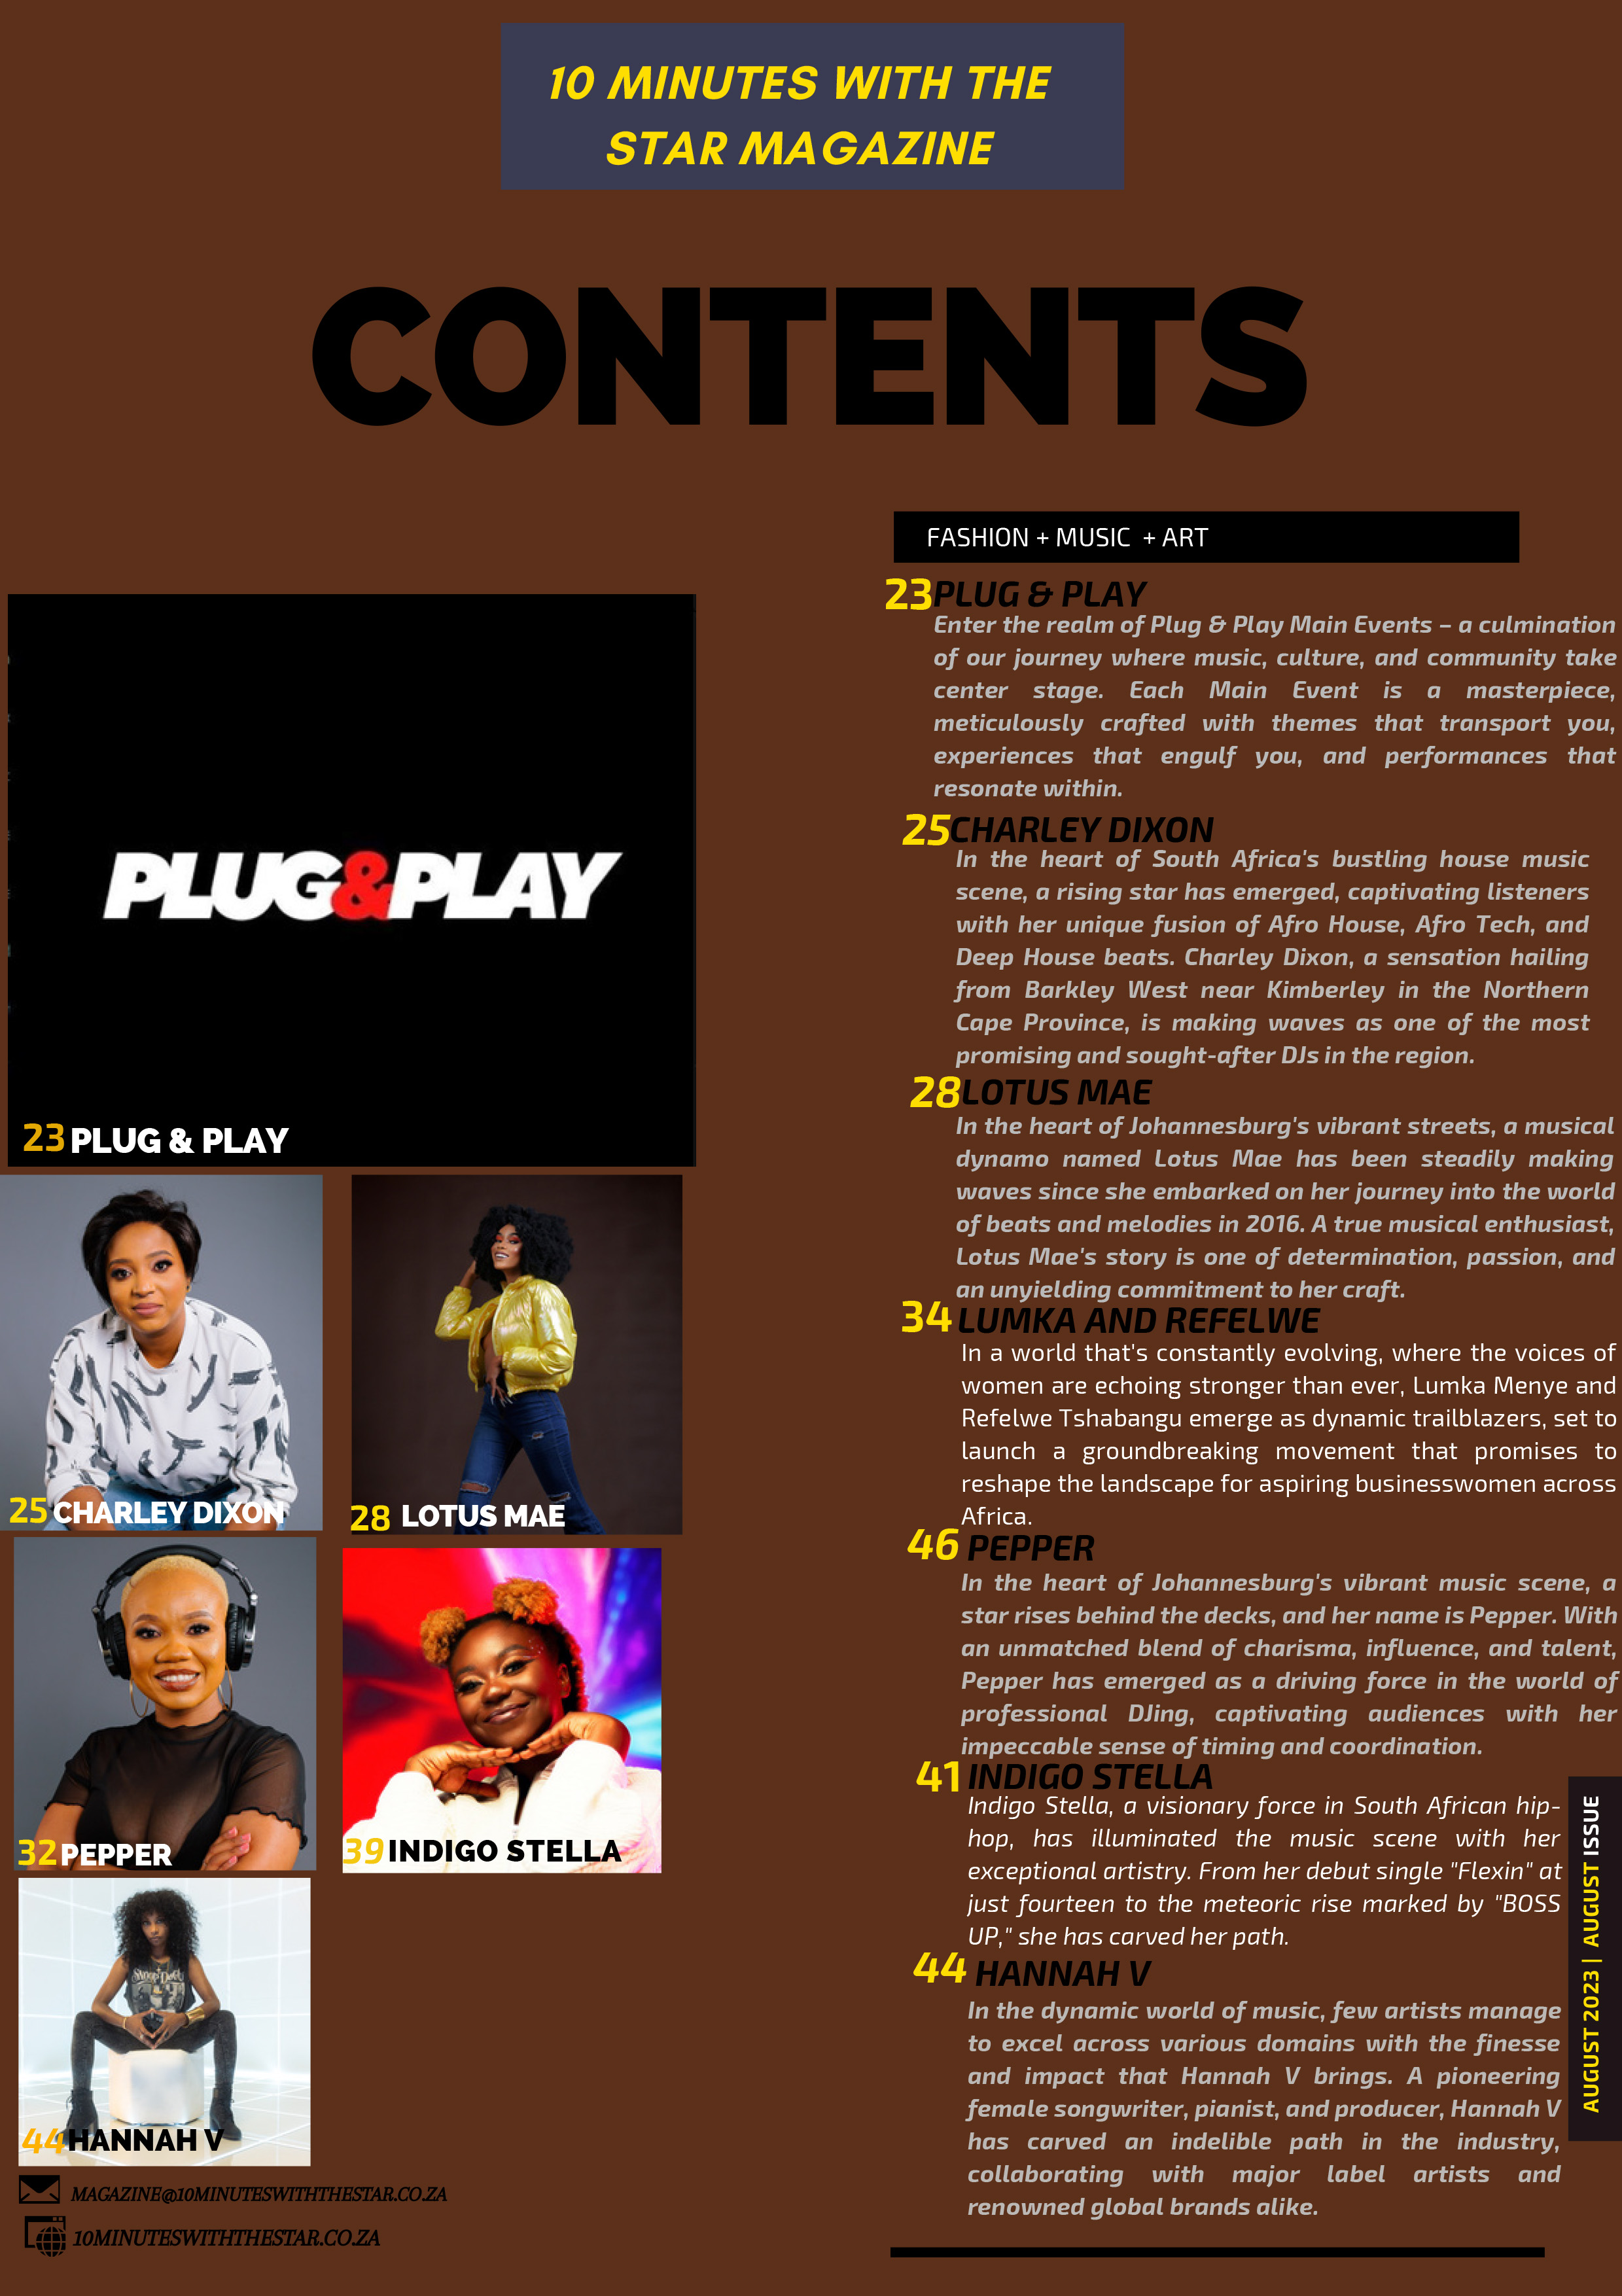 10 MINUTES WITH THE
STAR MAGAZINE
CONTENTS
FASHION + MUSIC + ART
23 PLUG & PLAY
Enter the realm of Plug & Play Main Events – a culmination
of our journey where music, culture, and community take
center stage. Each Main Event is a masterpiece,
meticulously crafted with themes that transport you,
experiences that engulf you, and performances that
resonate within.
25 CHARLEY DIXON
In the heart of South Africa's bustling house music
scene, a rising star has emerged, captivating listeners
with her unique fusion of Afro House, Afro Tech, and
Deep House beats. Charley Dixon, a sensation hailing
from Barkley West near Kimberley in the Northern
Cape Province, is making waves as one of the most
promising and sought-after DJs in the region.
28 LOTUS MAE
In the heart of Johannesburg's vibrant streets, a musical
dynamo named Lotus Mae has been steadily making
waves since she embarked on her journey into the world
of beats and melodies in 2016. A true musical enthusiast,
Lotus Mae's story is one of determination, passion, and
an unyielding commitment to her craft.
34 LUMKA AND REFELWE
In a world that's constantly evolving, where the voices of
women are echoing stronger than ever, Lumka Menye and
Refelwe Tshabangu emerge as dynamic trailblazers, set to
launch a groundbreaking movement that promises to
reshape the landscape for aspiring businesswomen across
Africa.
46 PEPPER
In the heart of Johannesburg's vibrant music scene, a
star rises behind the decks, and her name is Pepper. With
an unmatched blend of charisma, influence, and talent,
Pepper has emerged as a driving force in the world of
professional DJing, captivating audiences with her
impeccable sense of timing and coordination.
41 INDIGO STELLA
Indigo Stella, a visionary force in South African hip-
hop, has illuminated the music scene with her
exceptional artistry. From her debut single "Flexin" at
just fourteen to the meteoric rise marked by "BOSS
UP," she has carved her path.
44 HANNAH V
In the dynamic world of music, few artists manage
to excel across various domains with the finesse
and impact that Hannah V brings. A pioneering
female songwriter, pianist, and producer, Hannah V
has carved an indelible path in the industry,
collaborating with major label artists and
renowned global brands alike.
AUGUST 2023 | AUGUST ISSUE
PLUG&PLAY
23 PLUG & PLAY
25 CHARLEY DIXON
28 LOTUS MAE
32 PEPPER
39 INDIGO STELLA
SNOOP DOGG
44 HANNAH V
MAGAZINE@10MINUTESWITHTHESTAR.CO.ZA
10MINUTESWITHTHESTAR.CO.ZA